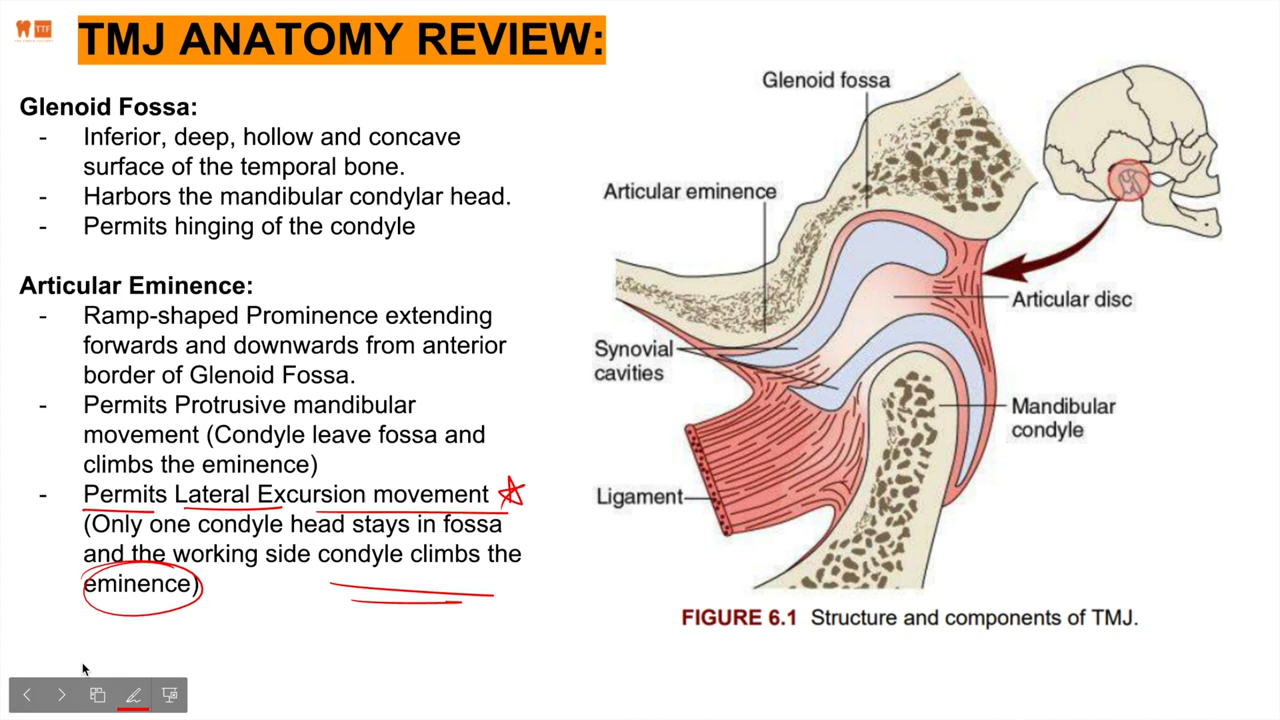 TTF
TMJ ANATOMY REVIEW:
Glenoid Fossa:
- Inferior, deep, hollow and concave
surface of the temporal bone.
- Harbors the mandibular condylar head.
- Permits hinging of the condyle
Articular Eminence:
- Ramp-shaped Prominence extending
forwards and downwards from anterior
border of Glenoid Fossa.
- Permits Protrusive mandibular
movement (Condyle leave fossa and
climbs the eminence)
- Permits Lateral Excursion movement
(Only one condyle head stays in fossa
and the working side condyle climbs the
eminence)
Glenoid fossa
Articular eminence
Articular disc
Synovial
cavities
Mandibular
condyle
Ligament
FIGURE 6.1 Structure and components of TMJ.